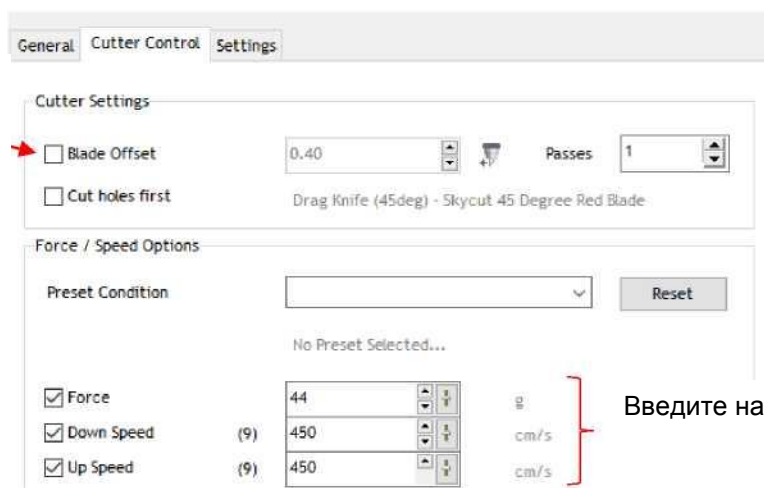 General Cutter Control Settings
Cutter Settings
Blade Offset 0.40 Passes 1
Cut holes first Drag Knife (45deg) - Skycut 45 Degree Red Blade
Force / Speed Options
Preset Condition Reset
No Preset Selected...
Force 44 g
Введите на
Down Speed (9) 450 cm/s
Up Speed (9) 450 cm/s